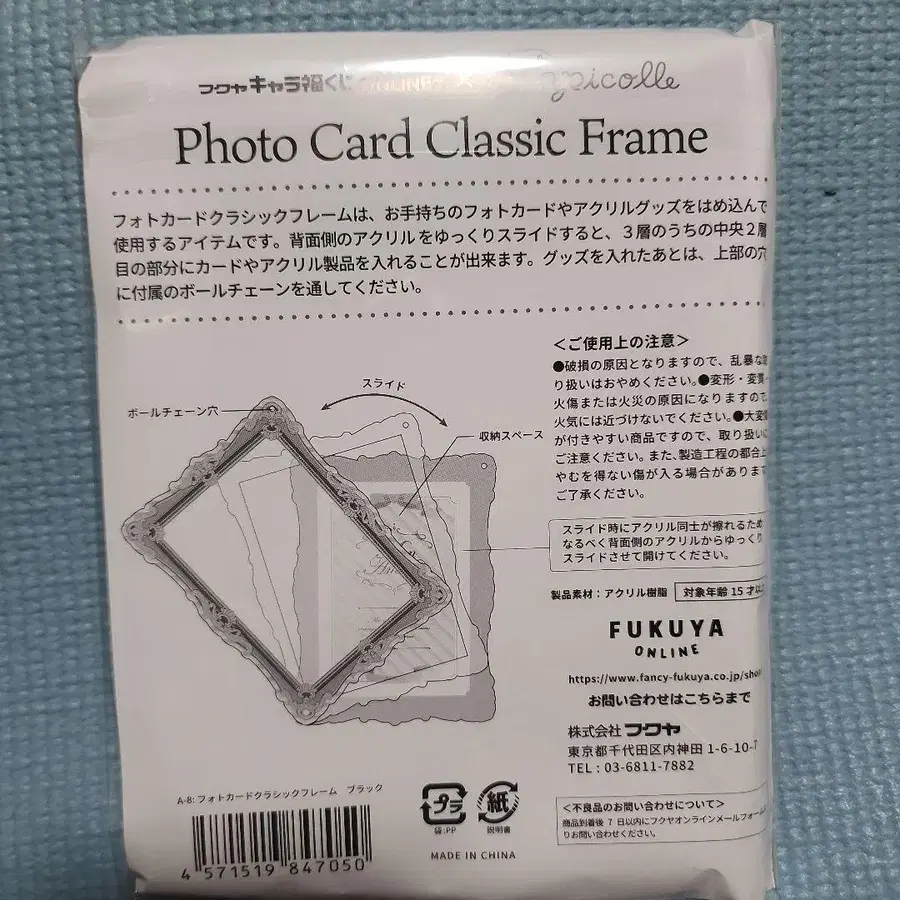 フクヤキャラ福くじ
Photo Card Classic Frame
フォトカードクラシックフレームは、お手持ちのフォトカードやアクリルグッズをはめ込んで
使用するアイテムです。背面側のアクリルをゆっくりスライドすると、3層のうちの中央2層
目の部分にカードやアクリル製品を入れることが出来ます。グッズを入れたあとは、上部の穴
に付属のボールチェーンを通してください。
<ご使用上の注意>
●破損の原因となりますので、乱暴な
り扱いはおやめください。●変形・変質
火傷または火災の原因になりますので、
火気には近づけないでください。●大変
が付きやすい商品ですので、取り扱いに
ご注意ください。また、製造工程の都合上
やむを得ない傷が入る場合があります
ご了承ください。
スライド
ボールチェーン穴
収納スペース
スライド時にアクリル同士が擦れるため
なるべく背面側のアクリルからゆっくり
スライドさせて開けてください。
製品素材:アクリル樹脂 対象年齢15才
FUKUYA
ONLINE
https://www.fancy-fukuya.co.jp/
お問い合わせはこちらまで
株式会社フクヤ
東京都千代田区内神田1-6-10-7
TEL:03-6811-7882
A-8:フォトカードクラシックフレーム ブラック
4 571519 847050
プラ
袋:PP
紙
説明書
MADE IN CHINA
<不良品のお問い合わせについて>
商品到着後7日以内にフクヤオンラインメールフォーム
りお問い合わせください。